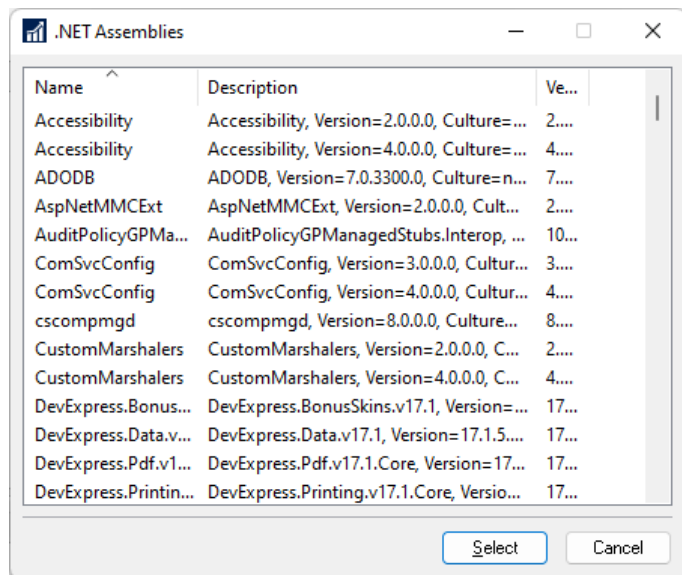 .NET Assemblies
Name Description Ve...
Accessibility Accessibility, Version=2.0.0.0, Culture=... 2....
Accessibility Accessibility, Version=4.0.0.0, Culture=... 4....
ADODB ADODB, Version=7.0.3300.0, Culture=n... 7....
AspNetMMCExt AspNetMMCExt, Version=2.0.0.0, Cult... 2....
AuditPolicyGPMa... AuditPolicyGPManagedStubs.Interop, ... 10...
ComSvcConfig ComSvcConfig, Version=3.0.0.0, Cultur... 3....
ComSvcConfig ComSvcConfig, Version=4.0.0.0, Cultur... 4....
cscompmgd cscompmgd, Version=8.0.0.0, Culture... 8....
CustomMarshalers CustomMarshalers, Version=2.0.0.0, C... 2....
CustomMarshalers CustomMarshalers, Version=4.0.0.0, C... 4....
DevExpress.Bonus... DevExpress.BonusSkins.v17.1, Version=... 17...
DevExpress.Data.v... DevExpress.Data.v17.1, Version=17.1.5.... 17...
DevExpress.Pdf.v1... DevExpress.Pdf.v17.1.Core, Version=17... 17...
DevExpress.Printin... DevExpress.Printing.v17.1.Core, Versio... 17...
Select Cancel